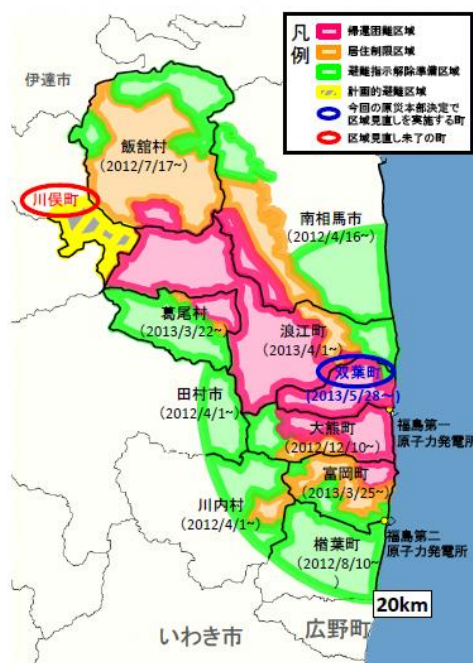 凡例
帰還困難区域
居住制限区域
避難指示解除準備区域
計画的避難区域
今回の原災本部決定で
区域見直しを実施する町
区域見直し未了の町
伊達市
飯舘村
(2012/7/17~)
川俣町
南相馬市
(2012/4/16~)
葛尾村
(2013/3/22~)
浪江町
(2013/4/1~)
双葉町
(2013/5/28~)
田村市
(2012/4/1~)
大熊町
(2012/12/10~)
福島第一
原子力発電所
富岡町
(2013/3/25~)
川内村
(2012/4/1~)
楢葉町
(2012/8/10~
)
福島第二
原子力発電所
20km
いわき市
広野町